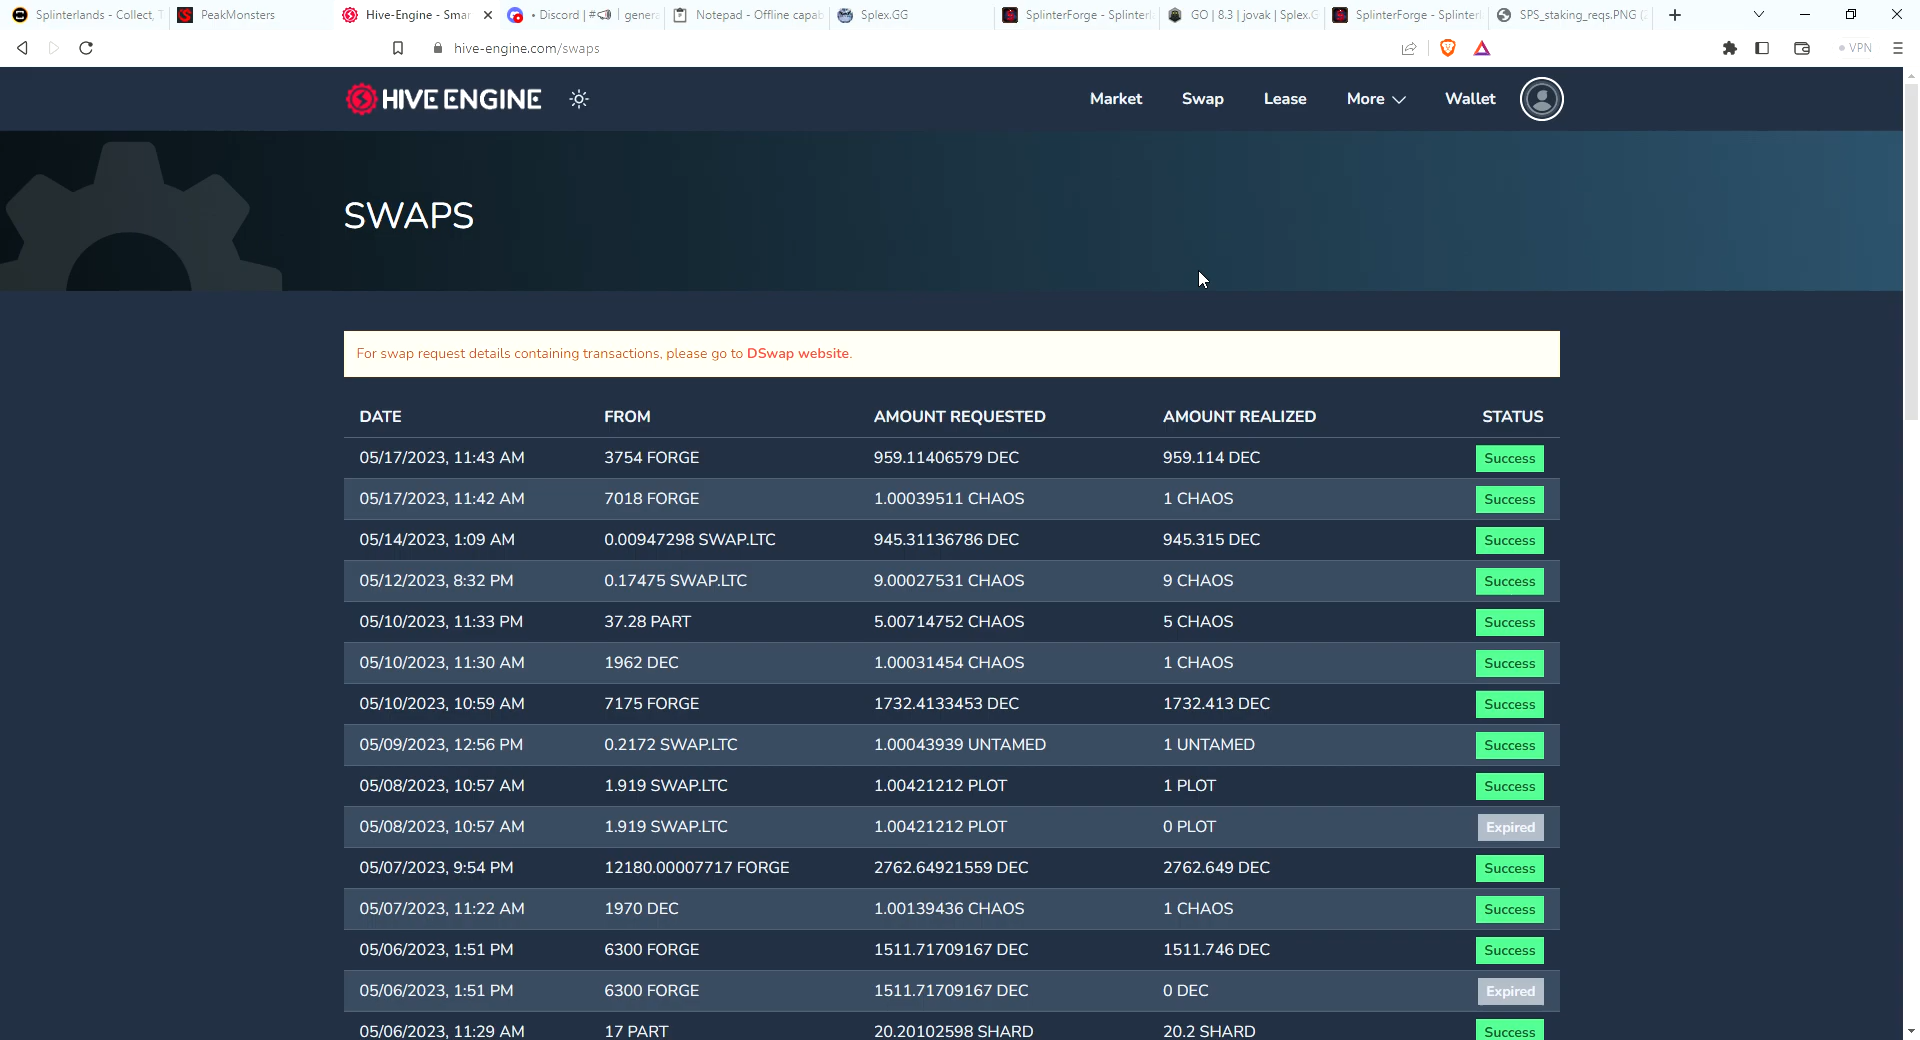 Splinterlands - Collect, T
PeakMonsters
Hive-Engine - Smar
• Discord | #📢 | genera
Notepad - Offline capab
Splex.GG
SplinterForge - Splinterl
GO | 8.3 | jovak | Splex.G
SplinterForge - Splinterl
SPS_staking_reqs.PNG (2
hive-engine.com/swaps
VPN
HIVE ENGINE
Market
Swap
Lease
More
Wallet
SWAPS
For swap request details containing transactions, please go to DSwap website.
DATE FROM AMOUNT REQUESTED AMOUNT REALIZED STATUS
05/17/2023, 11:43 AM 3754 FORGE 959.11406579 DEC 959.114 DEC Success
05/17/2023, 11:42 AM 7018 FORGE 1.00039511 CHAOS 1 CHAOS Success
05/14/2023, 1:09 AM 0.00947298 SWAP.LTC 945.31136786 DEC 945.315 DEC Success
05/12/2023, 8:32 PM 0.17475 SWAP.LTC 9.00027531 CHAOS 9 CHAOS Success
05/10/2023, 11:33 PM 37.28 PART 5.00714752 CHAOS 5 CHAOS Success
05/10/2023, 11:30 AM 1962 DEC 1.00031454 CHAOS 1 CHAOS Success
05/10/2023, 10:59 AM 7175 FORGE 1732.4133453 DEC 1732.413 DEC Success
05/09/2023, 12:56 PM 0.2172 SWAP.LTC 1.00043939 UNTAMED 1 UNTAMED Success
05/08/2023, 10:57 AM 1.919 SWAP.LTC 1.00421212 PLOT 1 PLOT Success
05/08/2023, 10:57 AM 1.919 SWAP.LTC 1.00421212 PLOT 0 PLOT Expired
05/07/2023, 9:54 PM 12180.00007717 FORGE 2762.64921559 DEC 2762.649 DEC Success
05/07/2023, 11:22 AM 1970 DEC 1.00139436 CHAOS 1 CHAOS Success
05/06/2023, 1:51 PM 6300 FORGE 1511.71709167 DEC 1511.746 DEC Success
05/06/2023, 1:51 PM 6300 FORGE 1511.71709167 DEC 0 DEC Expired
05/06/2023, 11:29 AM 17 PART 20.20102598 SHARD 20.2 SHARD Success